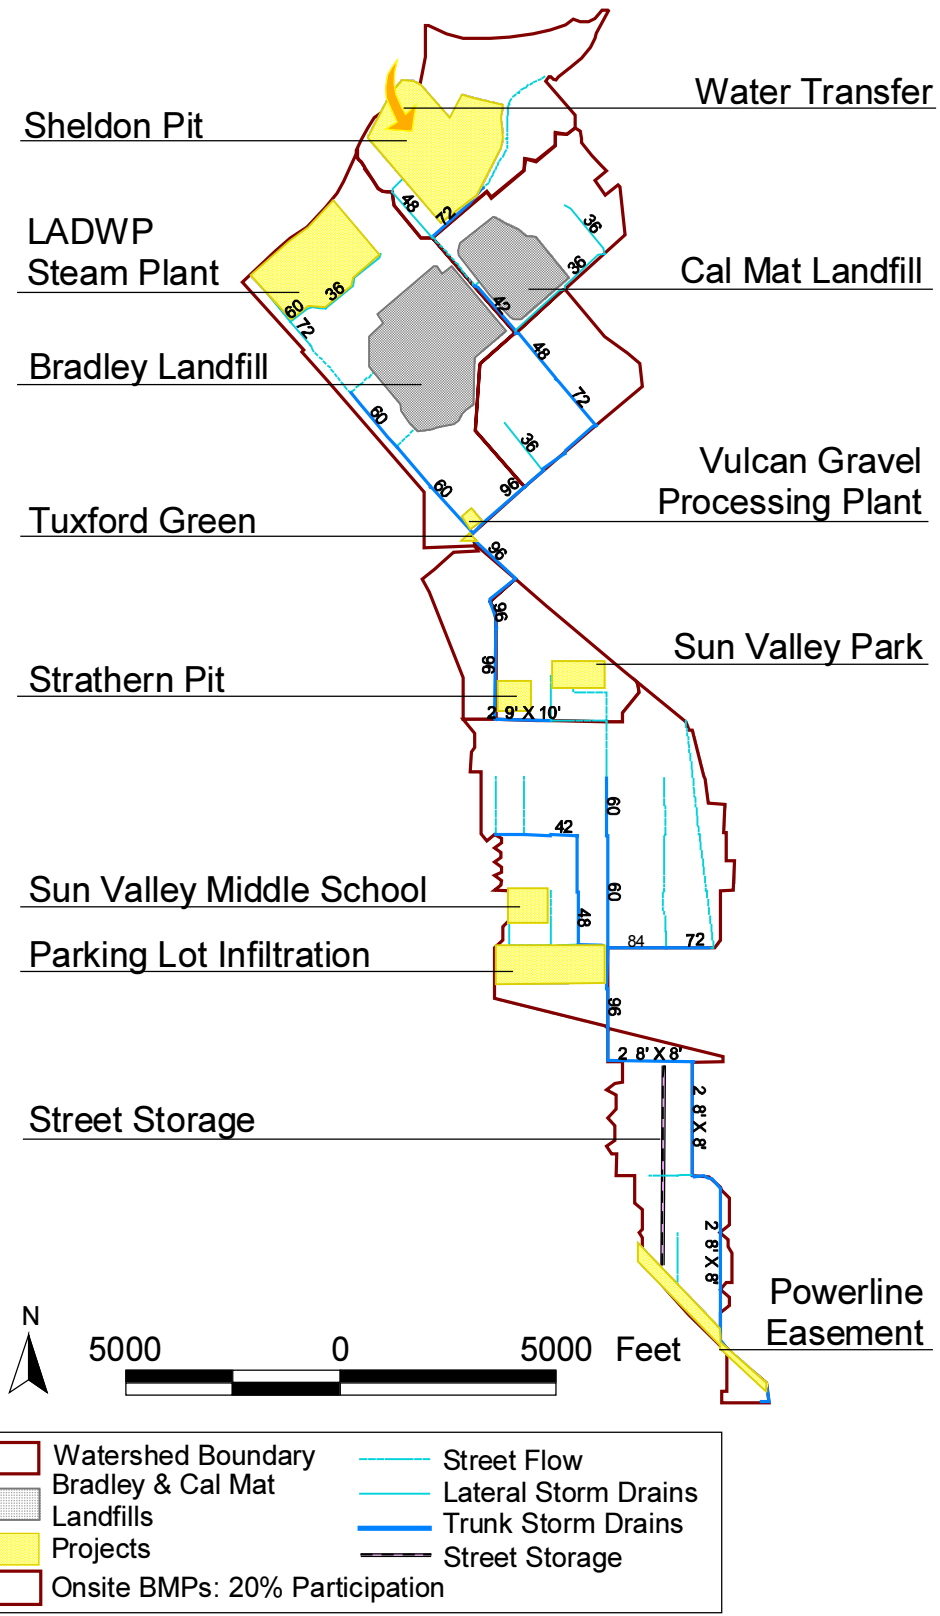 Water Transfer
Sheldon Pit
48
72
36
LADWP
Steam Plant
36
Cal Mat Landfill
36
60
72
42
48
Bradley Landfill
72
60
36
Vulcan Gravel
Processing Plant
60
96
Tuxford Green
96
96
Sun Valley Park
96
Strathern Pit
2 9' X 10'
60
42
Sun Valley Middle School
60
48
84
72
Parking Lot Infiltration
96
2 8' X 8'
2 8' X 8'
Street Storage
2 8' X 8'
Powerline
Easement
N
5000 0 5000 Feet
Watershed Boundary
Bradley & Cal Mat
Landfills
Projects
Onsite BMPs: 20% Participation
Street Flow
Lateral Storm Drains
Trunk Storm Drains
Street Storage